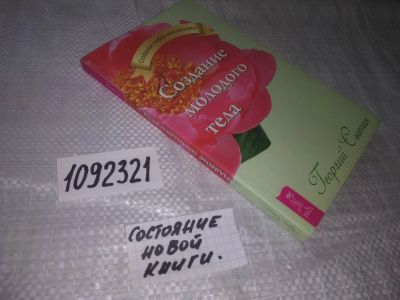 Создание
молодого
тела
Георгий Сытин
1092321
СОСТОЯНИЕ
НОВОЙ
КНИГИ.